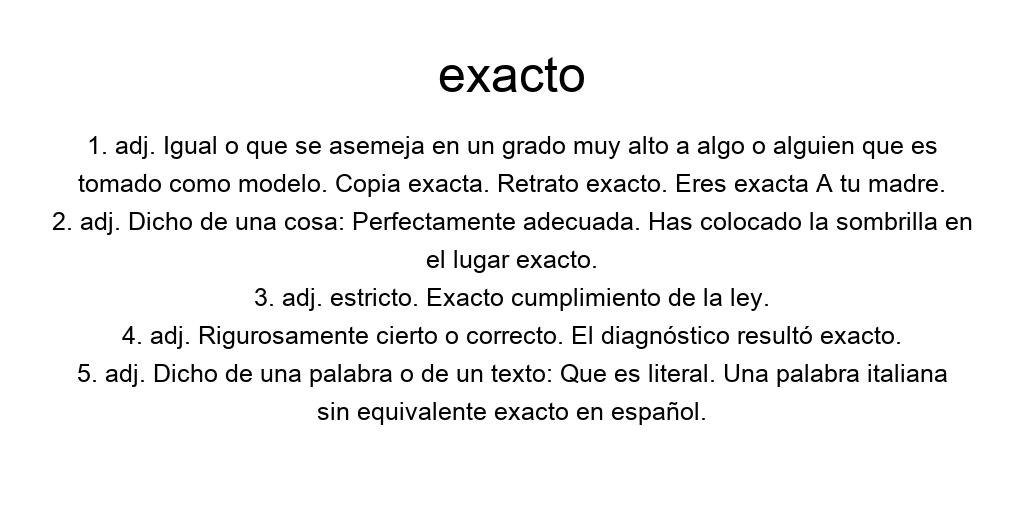 exacto
1. adj. Igual o que se asemeja en un grado muy alto a algo o alguien que es
tomado como modelo. Copia exacta. Retrato exacto. Eres exacta A tu madre.
2. adj. Dicho de una cosa: Perfectamente adecuada. Has colocado la sombrilla en
el lugar exacto.
3. adj. estricto. Exacto cumplimiento de la ley.
4. adj. Rigurosamente cierto o correcto. El diagnóstico resultó exacto.
5. adj. Dicho de una palabra o de un texto: Que es literal. Una palabra italiana
sin equivalente exacto en español.